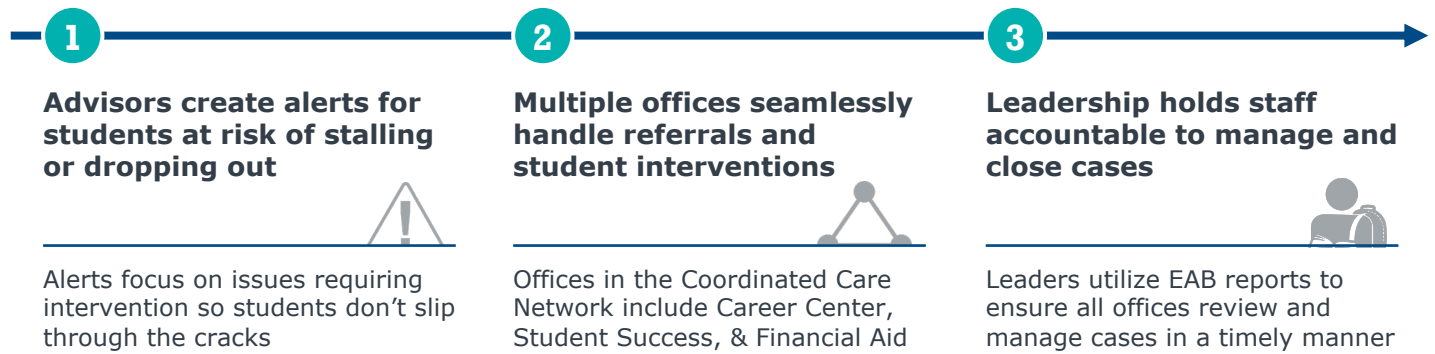 1
Advisors create alerts for
students at risk of stalling
or dropping out
Alerts focus on issues requiring
intervention so students don’t slip
through the cracks
2
Multiple offices seamlessly
handle referrals and
student interventions
Offices in the Coordinated Care
Network include Career Center,
Student Success, & Financial Aid
3
Leadership holds staff
accountable to manage and
close cases
Leaders utilize EAB reports to
ensure all offices review and
manage cases in a timely manner